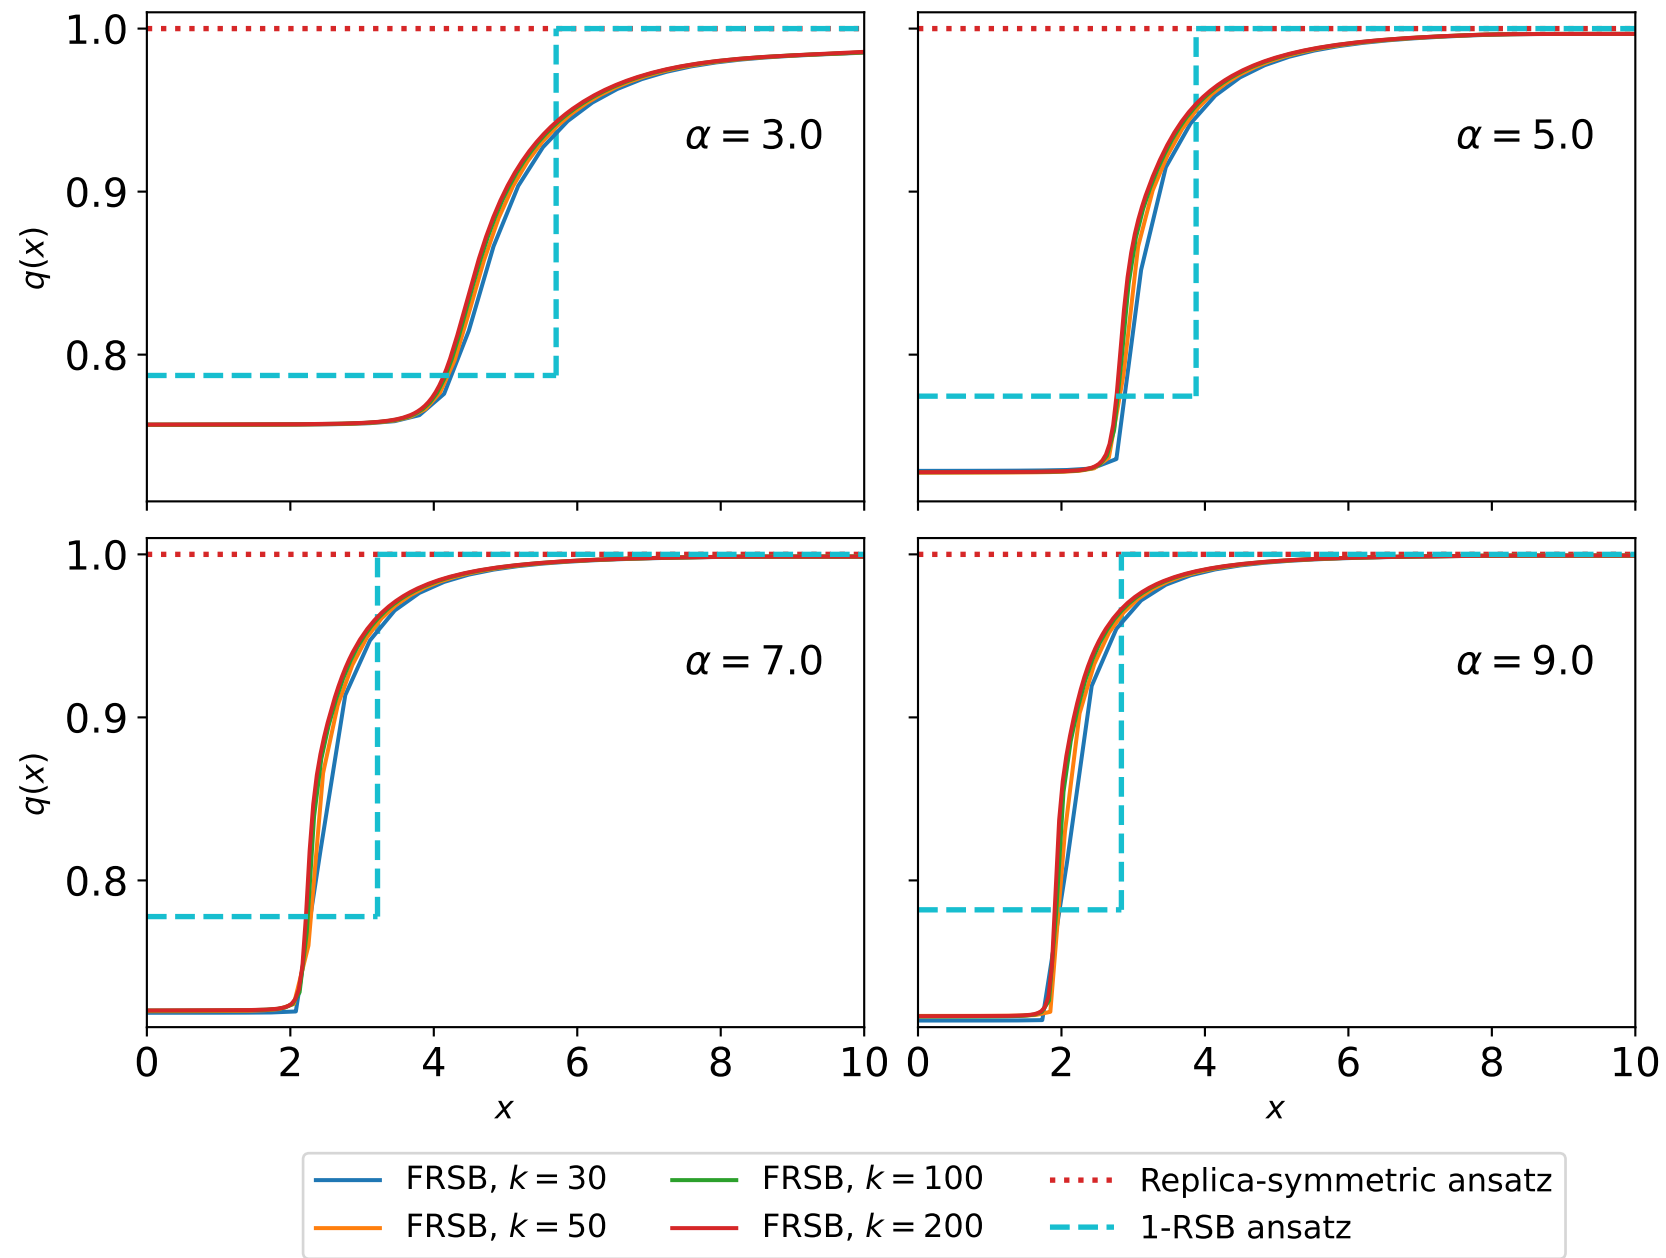 1.0
0.9
0.8
q(x)
α = 3.0
α = 5.0
1.0
0.9
0.8
q(x)
α = 7.0
α = 9.0
0 2 4 6 8 10
0 2 4 6 8 10
x
x
FRSB, k = 30
FRSB, k = 100
Replica-symmetric ansatz
FRSB, k = 50
FRSB, k = 200
1-RSB ansatz